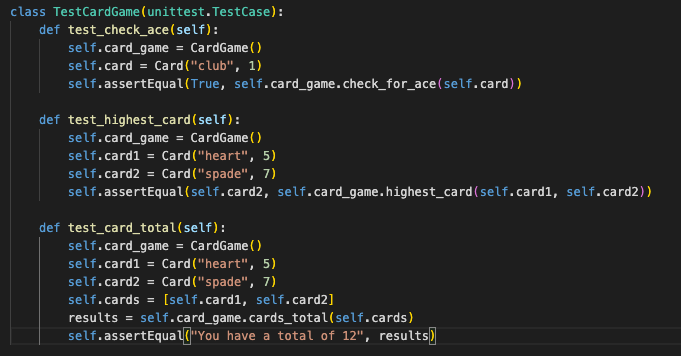 class TestCardGame(unittest.TestCase):
    def test_check_ace(self):
        self.card_game = CardGame()
        self.card = Card("club", 1)
        self.assertEqual(True, self.card_game.check_for_ace(self.card))

    def test_highest_card(self):
        self.card_game = CardGame()
        self.card1 = Card("heart", 5)
        self.card2 = Card("spade", 7)
        self.assertEqual(self.card2, self.card_game.highest_card(self.card1, self.card2))

    def test_card_total(self):
        self.card_game = CardGame()
        self.card1 = Card("heart", 5)
        self.card2 = Card("spade", 7)
        self.cards = [self.card1, self.card2]
        results = self.card_game.cards_total(self.cards)
        self.assertEqual("You have a total of 12", results)